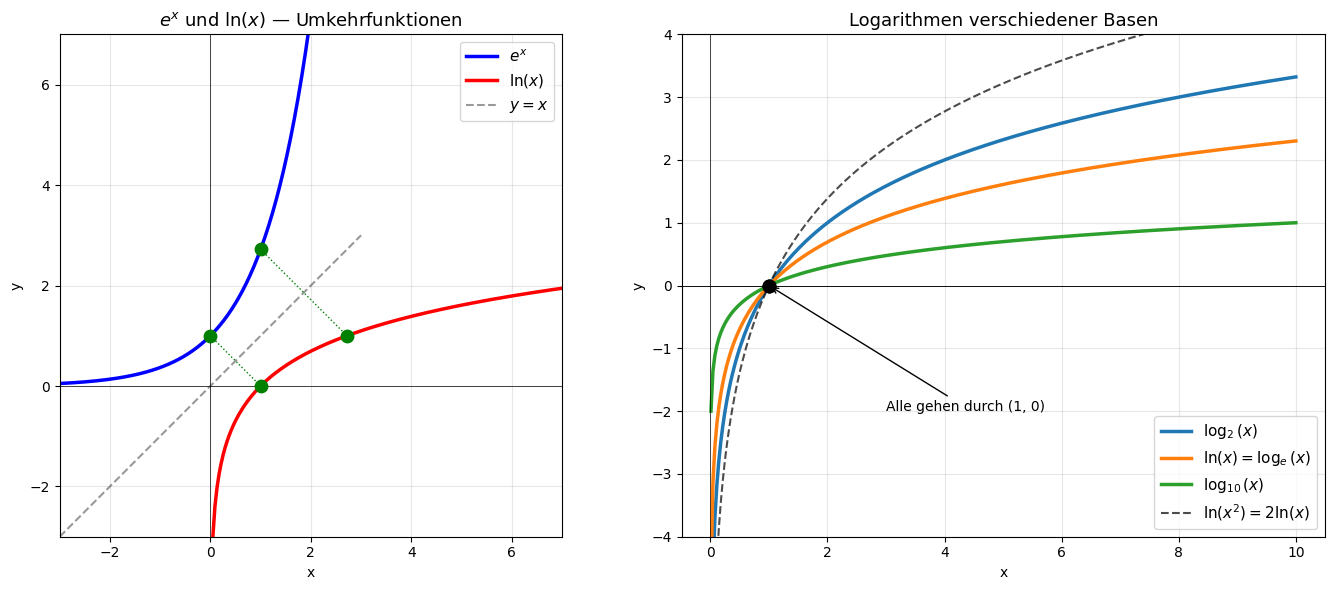 e^x und ln(x) — Umkehrfunktionen
e^x
ln(x)
y = x
6
4
2
0
−2
y
−2
0
2
4
6
x
Logarithmen verschiedener Basen
4
3
2
1
0
−1
−2
−3
−4
y
Alle gehen durch (1, 0)
log₂(x)
ln(x) = logₑ(x)
log₁₀(x)
ln(x²) = 2ln(x)
0
2
4
6
8
10
x